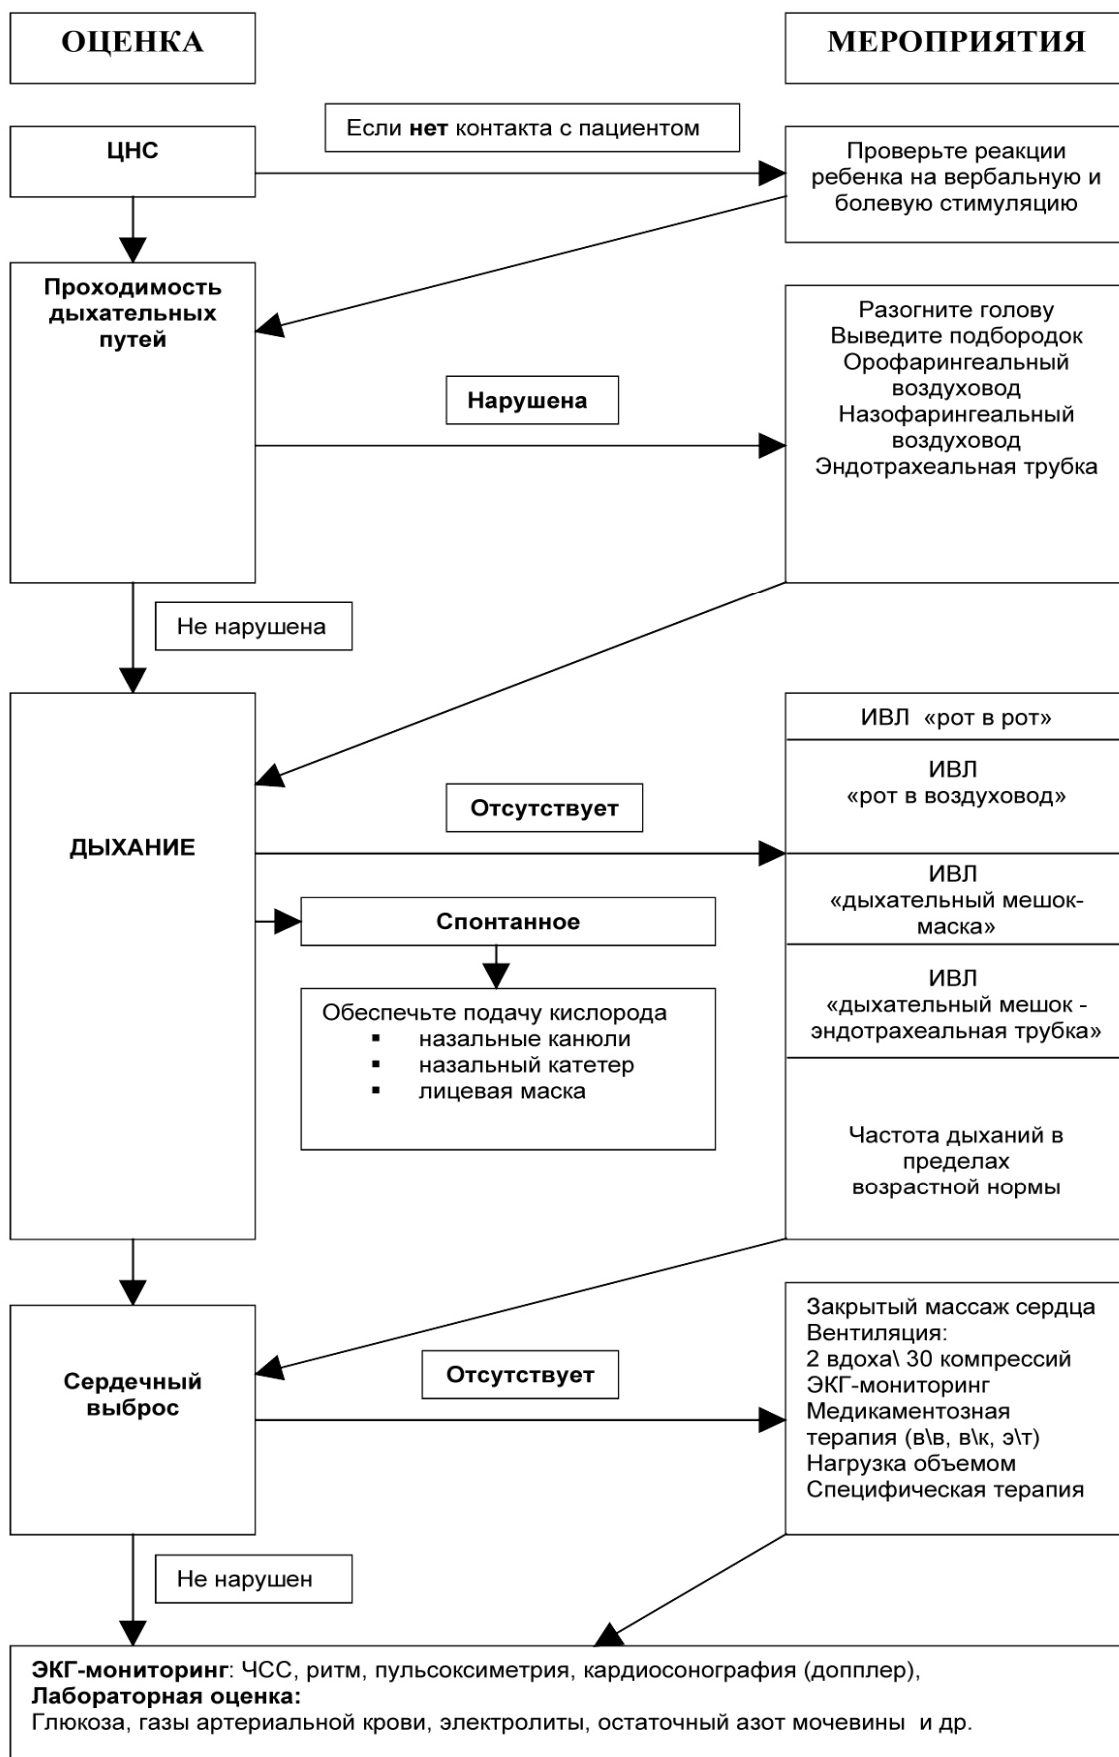 ОЦЕНКА
МЕРОПРИЯТИЯ
ЦНС
Если нет контакта с пациентом
Проверьте реакции
ребенка на вербальную и
болевую стимуляцию
Проходимость
дыхательных
путей
Нарушена
Разогните голову
Выведите подбородок
Орофарингеальный
воздуховод
Назофарингеальный
воздуховод
Эндотрахеальная трубка
Не нарушена
ДЫХАНИЕ
Отсутствует
ИВЛ «рот в рот»
ИВЛ
«рот в воздуховод»
ИВЛ
«дыхательный мешок-
маска»
ИВЛ
«дыхательный мешок -
эндотрахеальная трубка»
Частота дыханий в
пределах
возрастной нормы
Спонтанное
Обеспечьте подачу кислорода
▪ назальные канюли
▪ назальный катетер
▪ лицевая маска
Сердечный
выброс
Отсутствует
Закрытый массаж сердца
Вентиляция:
2 вдоха\ 30 компрессий
ЭКГ-мониторинг
Медикаментозная
терапия (в\в, в\к, э\т)
Нагрузка объемом
Специфическая терапия
Не нарушен
ЭКГ-мониторинг: ЧСС, ритм, пульсоксиметрия, кардиосонография (допплер),
Лабораторная оценка:
Глюкоза, газы артериальной крови, электролиты, остаточный азот мочевины и др.